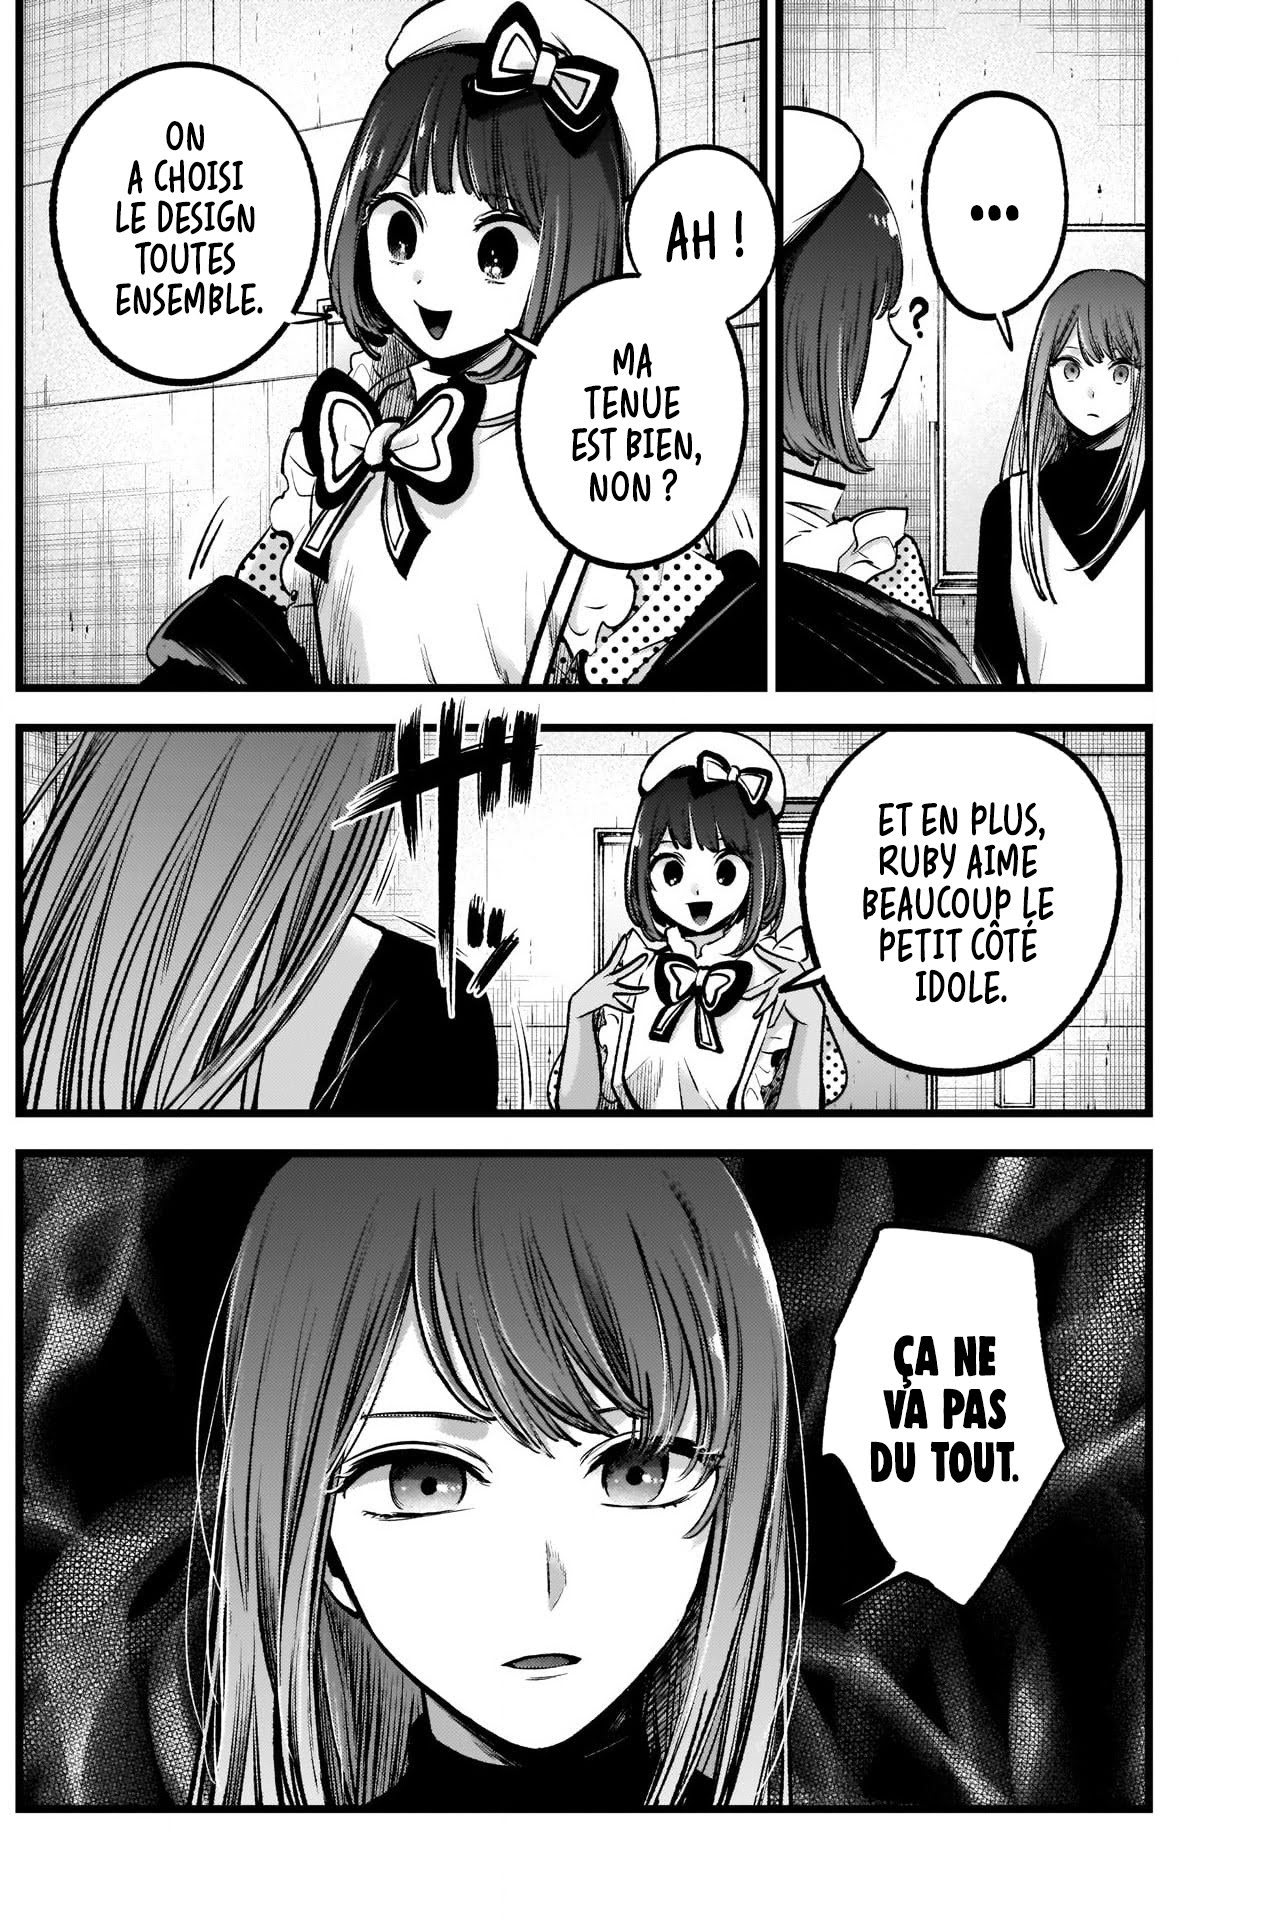 ...
?
AH !
MA
TENUE
EST BIEN,
NON ?
ON
A CHOISI
LE DESIGN
TOUTES
ENSEMBLE.
ET EN PLUS,
RUBY AIME
BEAUCOUP LE
PETIT CÔTÉ
IDOLE.
ÇA NE
VA PAS
DU TOUT.